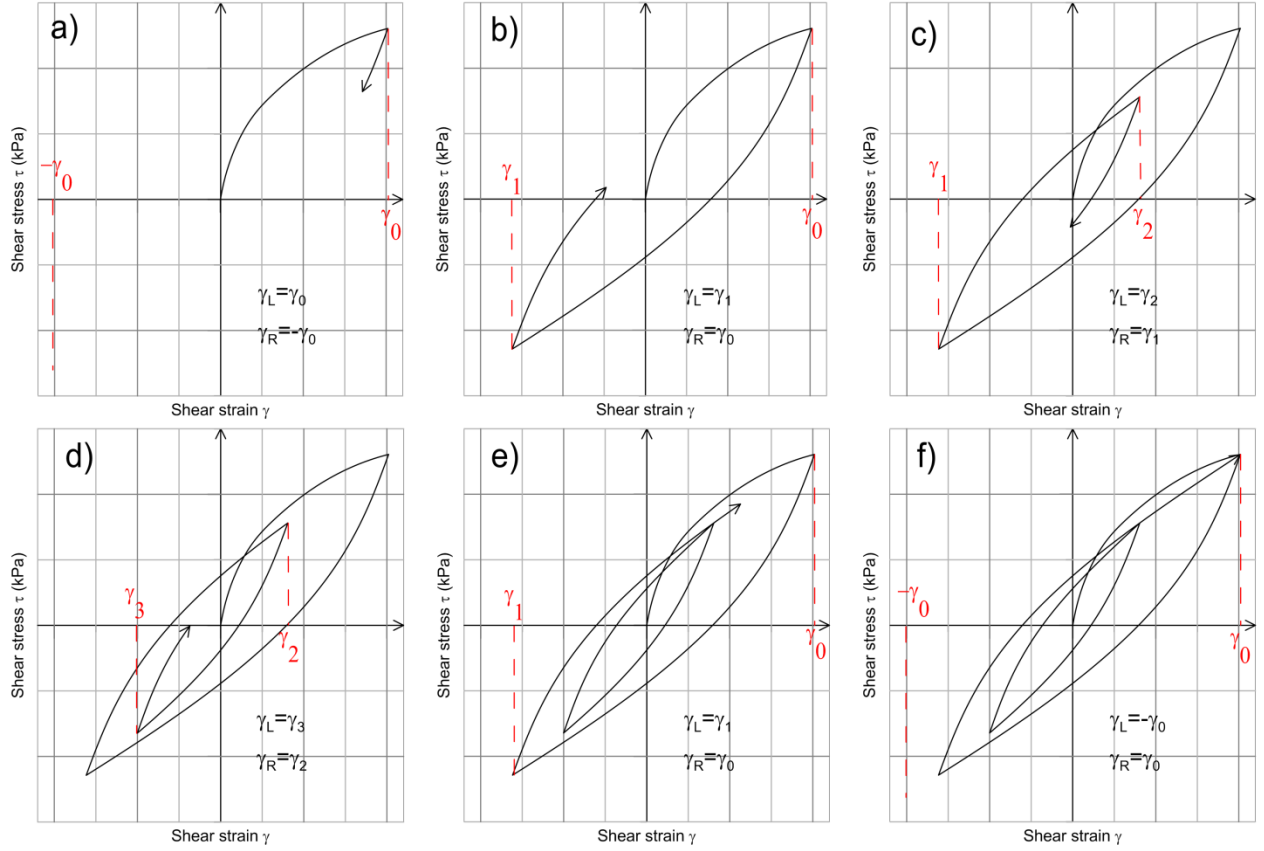 a)
Shear stress τ (kPa)
−γ0
γ0
γL=γ0
γR=-γ0
Shear strain γ
b)
Shear stress τ (kPa)
γ1
γ0
γL=γ1
γR=γ0
Shear strain γ
c)
Shear stress τ (kPa)
γ1
γ2
γL=γ2
γR=γ1
Shear strain γ
d)
Shear stress τ (kPa)
γ3
γ2
γL=γ3
γR=γ2
Shear strain γ
e)
Shear stress τ (kPa)
γ1
γ0
γL=γ1
γR=γ0
Shear strain γ
f)
Shear stress τ (kPa)
−γ0
γ0
γL=-γ0
γR=γ0
Shear strain γ